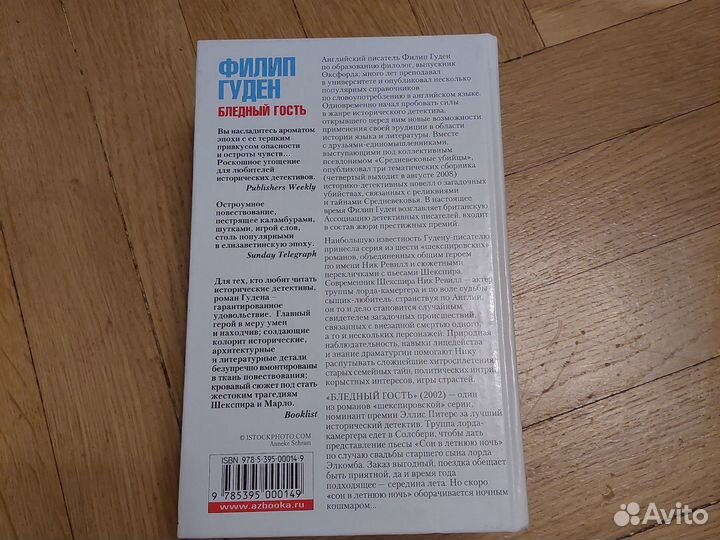 ФИЛИП
ГУДЕН
БЛЕДНЫЙ ГОСТЬ
Вы насладитесь ароматом
эпохи с ее терпким
привкусом опасности
и остроты чувств...
Роскошное угощение
для любителей
исторических детективов.
Publishers Weekly
Остроумное
повествование,
пестрящее каламбурами,
шутками, игрой слов,
столь популярными
в елизаветинскую эпоху.
Sunday Telegraph
Для тех, кто любит читать
исторические детективы,
роман Гудена –
гарантированное
удовольствие. Главный
герой в меру умен
и находчив; создающие
колорит исторические,
архитектурные
и литературные детали
безупречно вмонтированы
в ткань повествования;
кровавый сюжет под стать
жестоким трагедиям
Шекспира и Марло.
Booklist
© ISTOCKPHOTO.COM
Anneke Schram
ISBN 978-5-395-00014-9
9 785395 000149
www.azbooka.ru
Английский писатель Филип Гуден
по образованию филолог, выпускник
Оксфорда, много лет преподавал
в университете и опубликовал несколько
популярных справочников
по словоупотреблению в английском языке.
Одновременно начал пробовать силы
в жанре исторического детектива,
открывшего перед ним новые возможности
применения своей эрудиции в области
истории языка и литературы. Вместе
с друзьями-единомышленниками,
выступающими под коллективным
псевдонимом «Средневековые убийцы»,
опубликовал три тематических сборника
(четвертый выходит в августе 2008)
историко-детективных новелл о загадочных
убийствах, связанных с реликвиями
и тайнами Средневековья. В настоящее
время Филип Гуден возглавляет британскую
Ассоциацию детективных писателей, входит
в состав жюри престижных премий.
Наибольшую известность Гудену-писателю
принесла серия из шести «шекспировских»
романов, объединенных общим героем
по имени Ник Ревилл и сюжетными
перекличками с пьесами Шекспира.
Современник Шекспира Ник Ревилл — актер
труппы лорда-камергера и по воле судьбы
сыщик-любитель: странствуя по Англии,
он то и дело становится случайным
свидетелем загадочных происшествий,
связанных с внезапной смертью одного,
а то и нескольких персонажей. Природная
наблюдательность, навыки лицедейства
и знание драматургии помогают Нику
распутывать сложнейшие хитросплетения
старых семейных тайн, политических интриг,
корыстных интересов, игры страстей.
«БЛЕДНЫЙ ГОСТЬ» (2002) — один
из романов «шекспировской» серии,
номинант премии Эллис Питерс за лучший
исторический детектив. Труппа лорда-
камергера едет в Солсбери, чтобы дать
представление пьесы «Сон в летнюю ночь»
по случаю свадьбы старшего сына лорда
Элкомба. Заказ выгодный, поездка обещает
быть приятной, да и время года
подходящее — середина лета. Но скоро
«сон в летнюю ночь» оборачивается ночным
кошмаром...
Avito